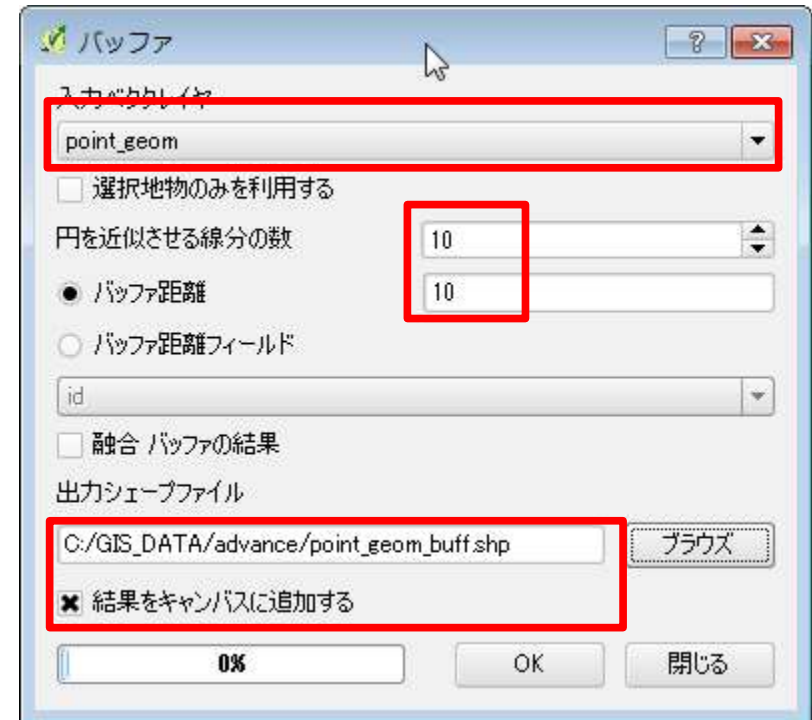 バッファ
入力ベクタレイヤ
point_geom
選択地物のみを利用する
円を近似させる線分の数 10
バッファ距離 10
バッファ距離フィールド
id
融合 バッファの結果
出力シェープファイル
C:/GIS_DATA/advance/point_geom_buff.shp ブラウズ
結果をキャンバスに追加する
0% OK 閉じる